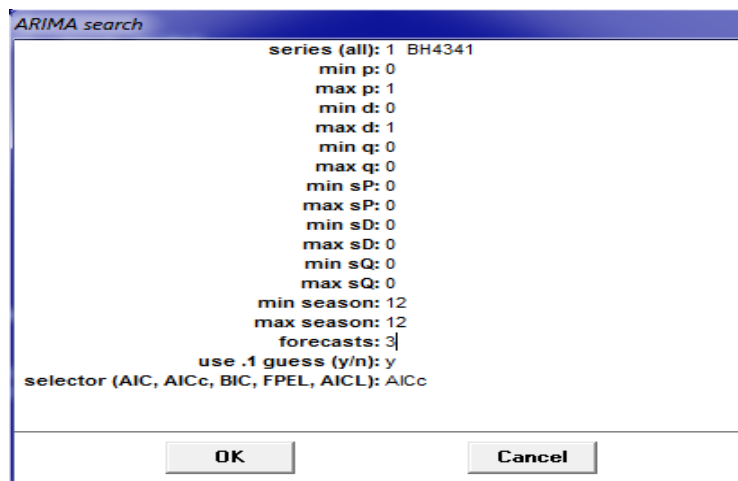 ARIMA search
series (all): 1 BH4341
min p: 0
max p: 1
min d: 0
max d: 1
min q: 0
max q: 0
min sP: 0
max sP: 0
min sD: 0
max sD: 0
min sQ: 0
max sQ: 0
min season: 12
max season: 12
forecasts: 3
use .1 guess (y/n): y
selector (AIC, AICc, BIC, FPEL, AICL): AICc
OK Cancel